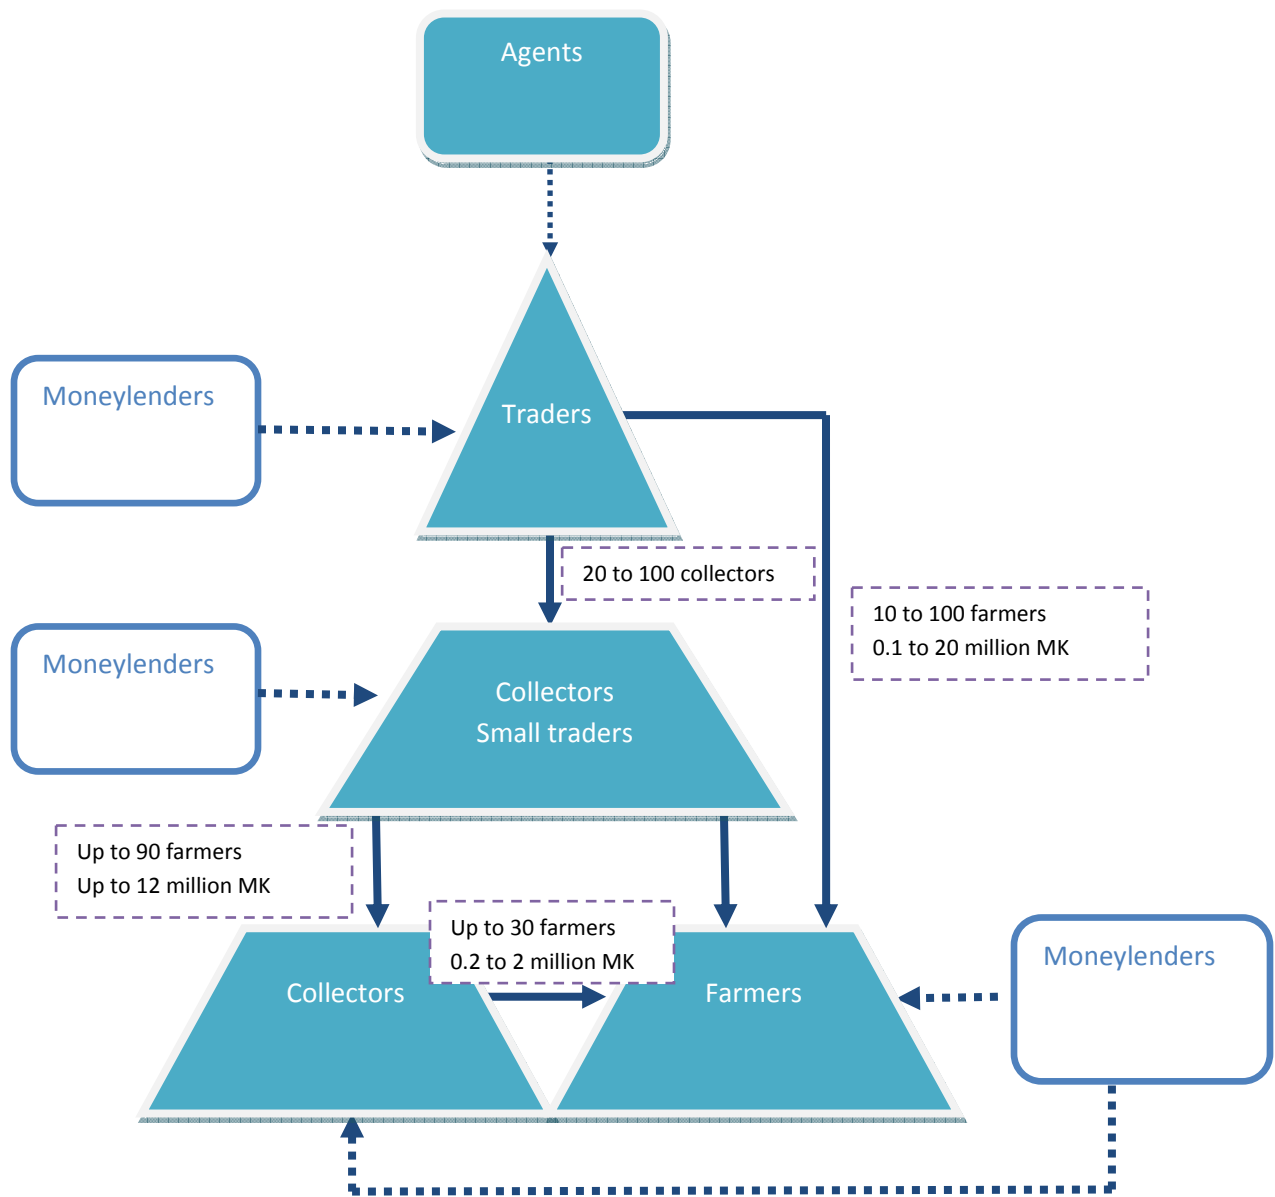 Agents
Moneylenders
Traders
20 to 100 collectors
10 to 100 farmers
0.1 to 20 million MK
Moneylenders
Collectors
Small traders
Up to 90 farmers
Up to 12 million MK
Up to 30 farmers
0.2 to 2 million MK
Collectors
Farmers
Moneylenders